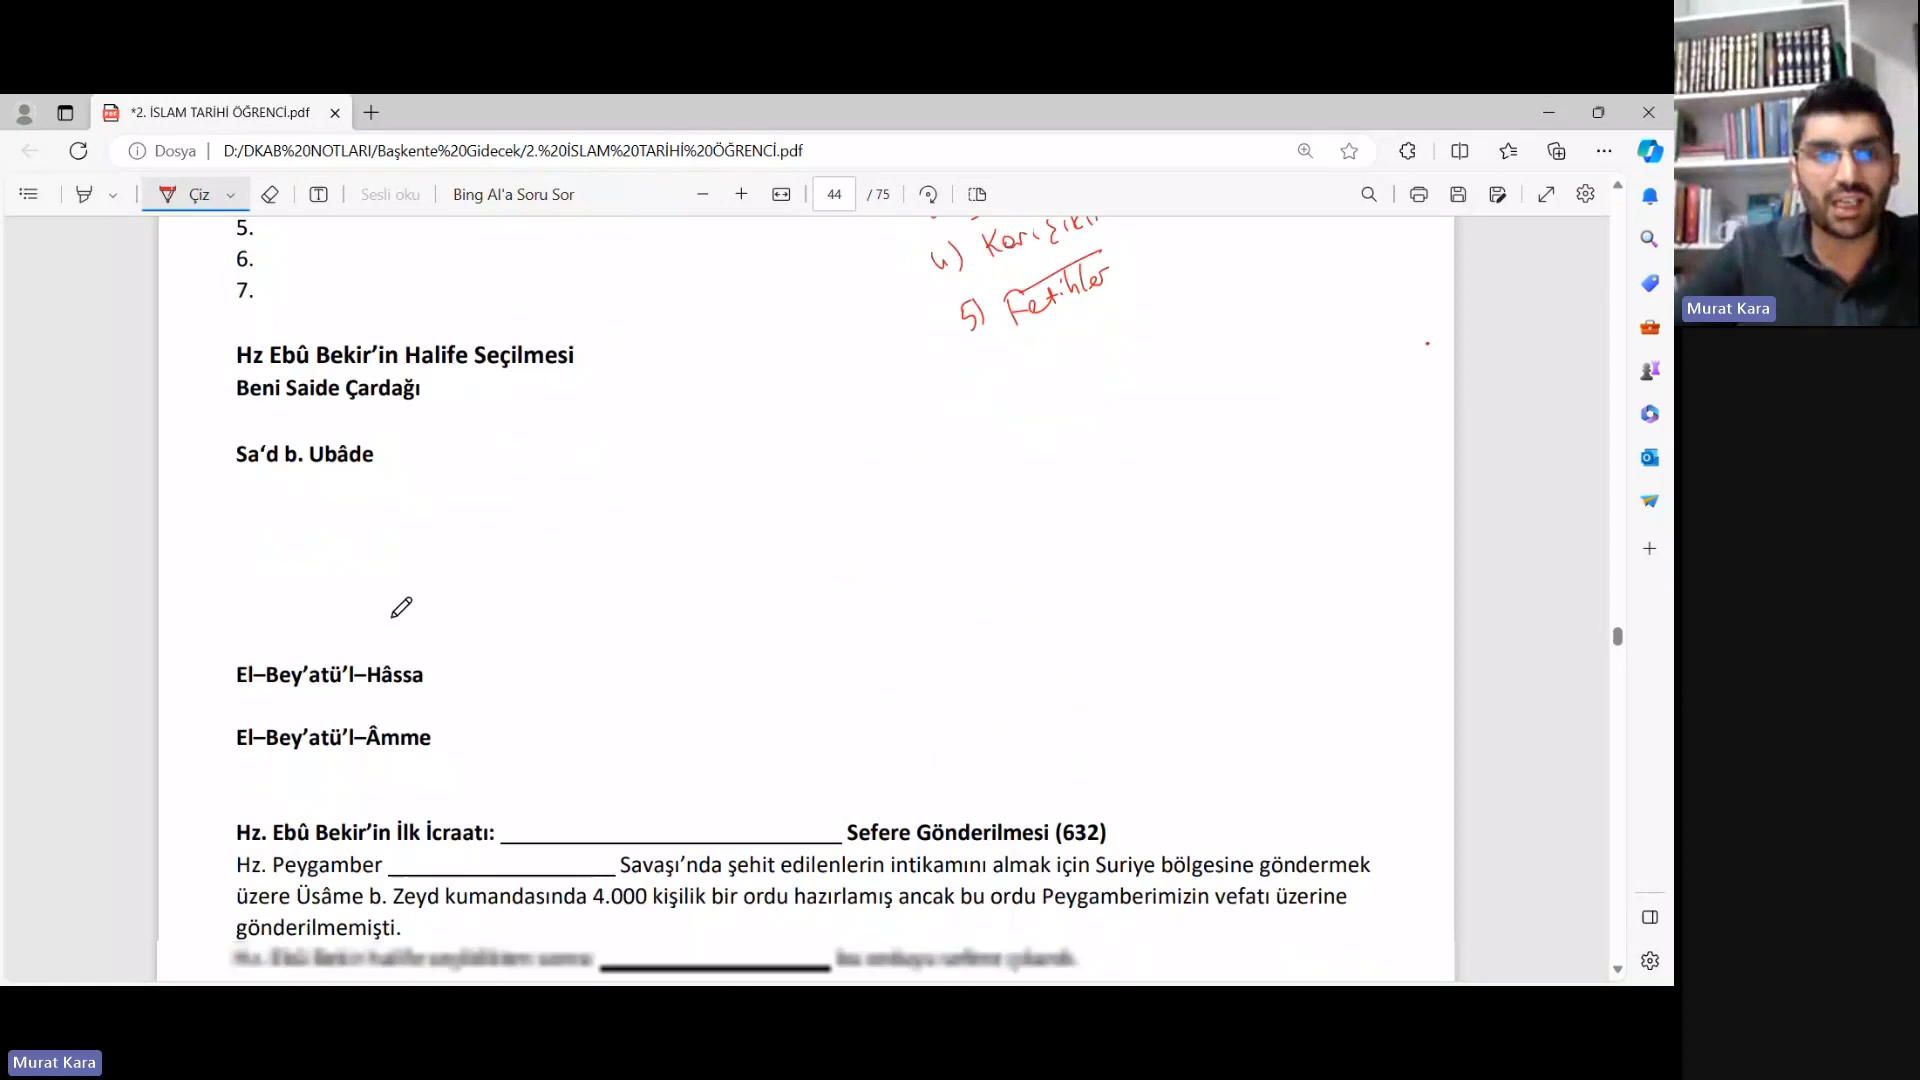 *2. İSLAM TARİHİ ÖĞRENCİ.pdf
Dosya
D:/DKAB%20NOTLARI/Başkente%20Gidecek/2.%20İSLAM%20TARİHİ%20ÖĞRENCİ.pdf
Çiz
Sesli oku
Bing AI'a Soru Sor
44 / 75
5.
6.
7.
4)
5) Fetihler
Hz Ebû Bekir’in Halife Seçilmesi
Beni Saide Çardağı
Sa‘d b. Ubâde
El–Bey’atü’l–Hâssa
El–Bey’atü’l–Âmme
Hz. Ebû Bekir’in İlk İcraatı: ______________________________ Sefere Gönderilmesi (632)
Hz. Peygamber ____________________ Savaşı’nda şehit edilenlerin intikamını almak için Suriye bölgesine göndermek
üzere Üsâme b. Zeyd kumandasında 4.000 kişilik bir ordu hazırlamış ancak bu ordu Peygamberimizin vefatı üzerine
gönderilmemişti.
Murat Kara
Murat Kara